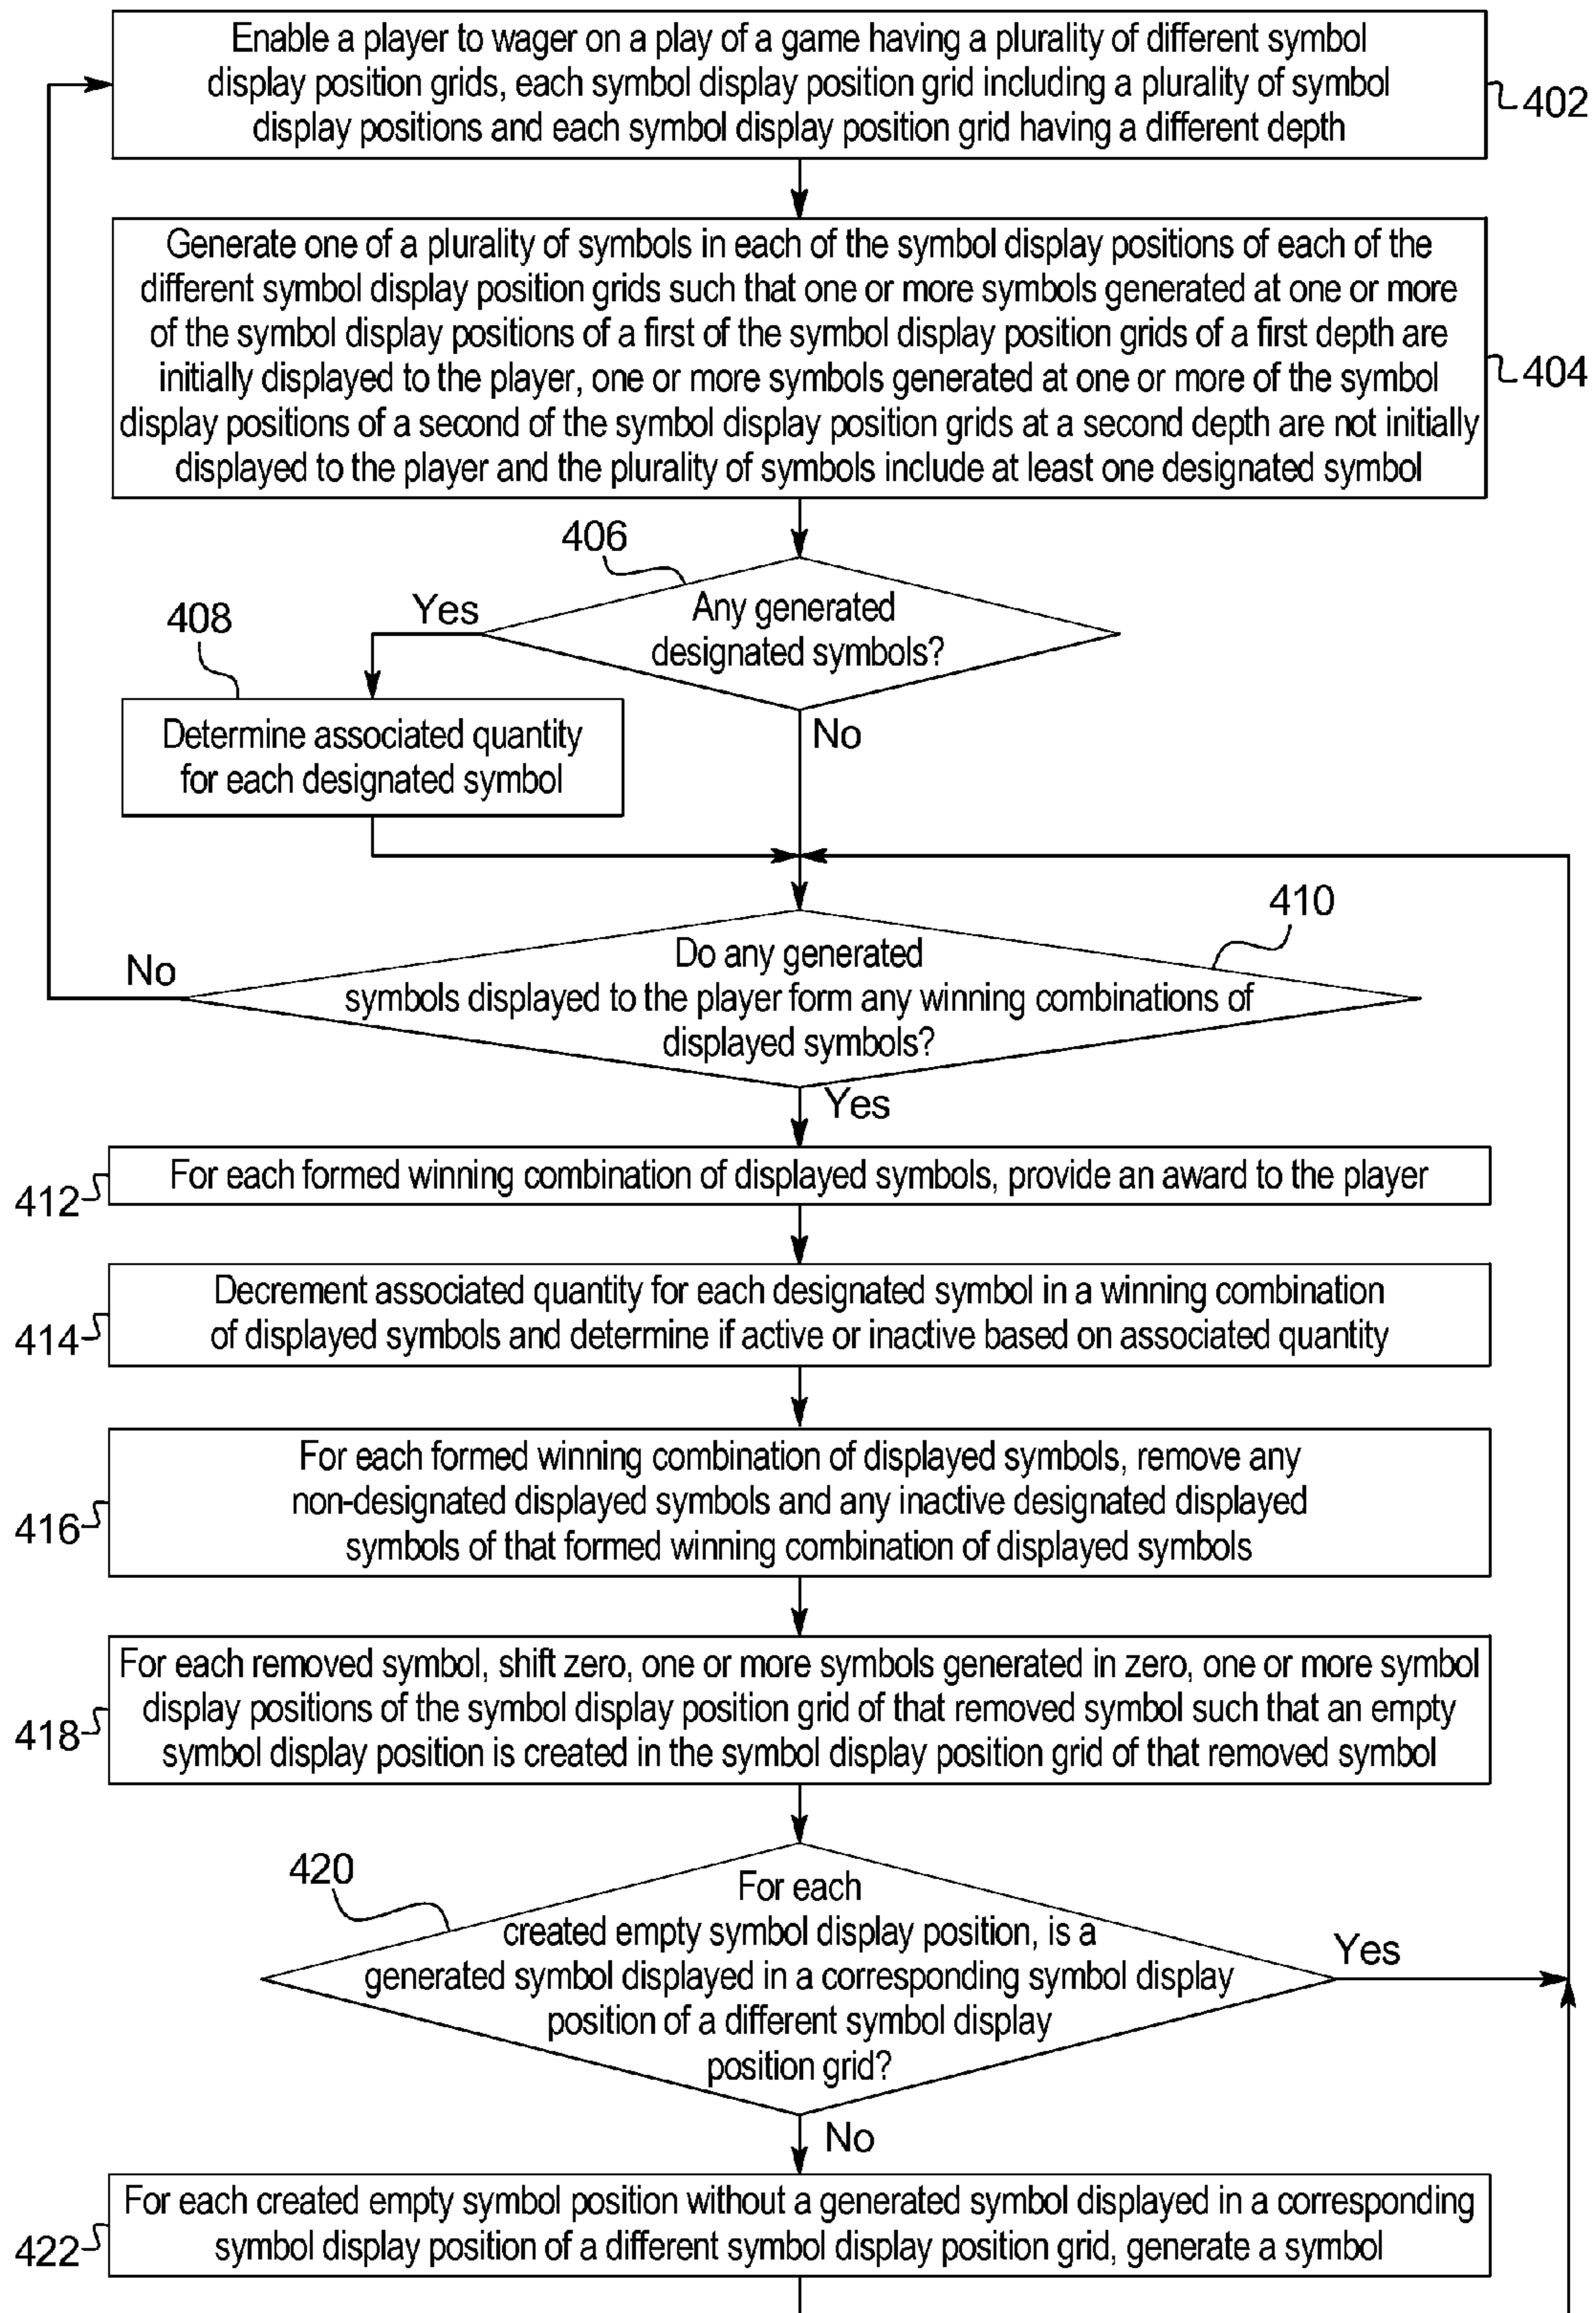 Enable a player to wager on a play of a game having a plurality of different symbol
display position grids, each symbol display position grid including a plurality of symbol
display positions and each symbol display position grid having a different depth
402
Generate one of a plurality of symbols in each of the symbol display positions of each of the
different symbol display position grids such that one or more symbols generated at one or more
of the symbol display positions of a first of the symbol display position grids of a first depth are
initially displayed to the player, one or more symbols generated at one or more of the symbol
display positions of a second of the symbol display position grids at a second depth are not initially
displayed to the player and the plurality of symbols include at least one designated symbol
404
406
Any generated
designated symbols?
Yes
408
Determine associated quantity
for each designated symbol
No
410
Do any generated
symbols displayed to the player form any winning combinations of
displayed symbols?
No
Yes
412
For each formed winning combination of displayed symbols, provide an award to the player
Decrement associated quantity for each designated symbol in a winning combination
of displayed symbols and determine if active or inactive based on associated quantity
414
For each formed winning combination of displayed symbols, remove any
non-designated displayed symbols and any inactive designated displayed
symbols of that formed winning combination of displayed symbols
416
For each removed symbol, shift zero, one or more symbols generated in zero, one or more symbol
display positions of the symbol display position grid of that removed symbol such that an empty
symbol display position is created in the symbol display position grid of that removed symbol
418
420
For each
created empty symbol display position, is a
generated symbol displayed in a corresponding symbol display
position of a different symbol display
position grid?
Yes
No
For each created empty symbol position without a generated symbol displayed in a corresponding
symbol display position of a different symbol display position grid, generate a symbol
422